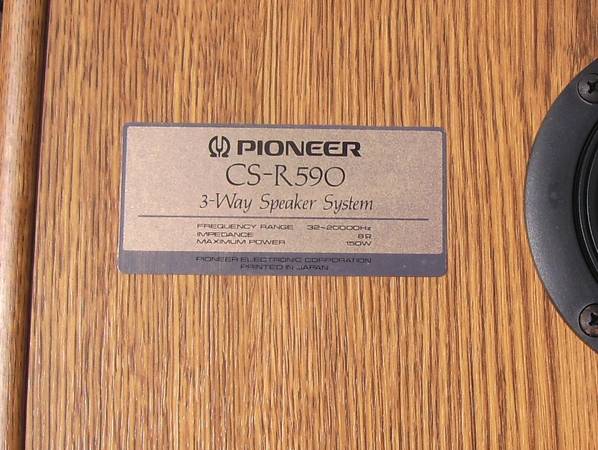 PIONEER
CS-R590
3-Way Speaker System
FREQUENCY RANGE 32~20000Hz
IMPEDANCE 8Ω
MAXIMUM POWER 150W
PIONEER ELECTRONIC CORPORATION
PRINTED IN JAPAN